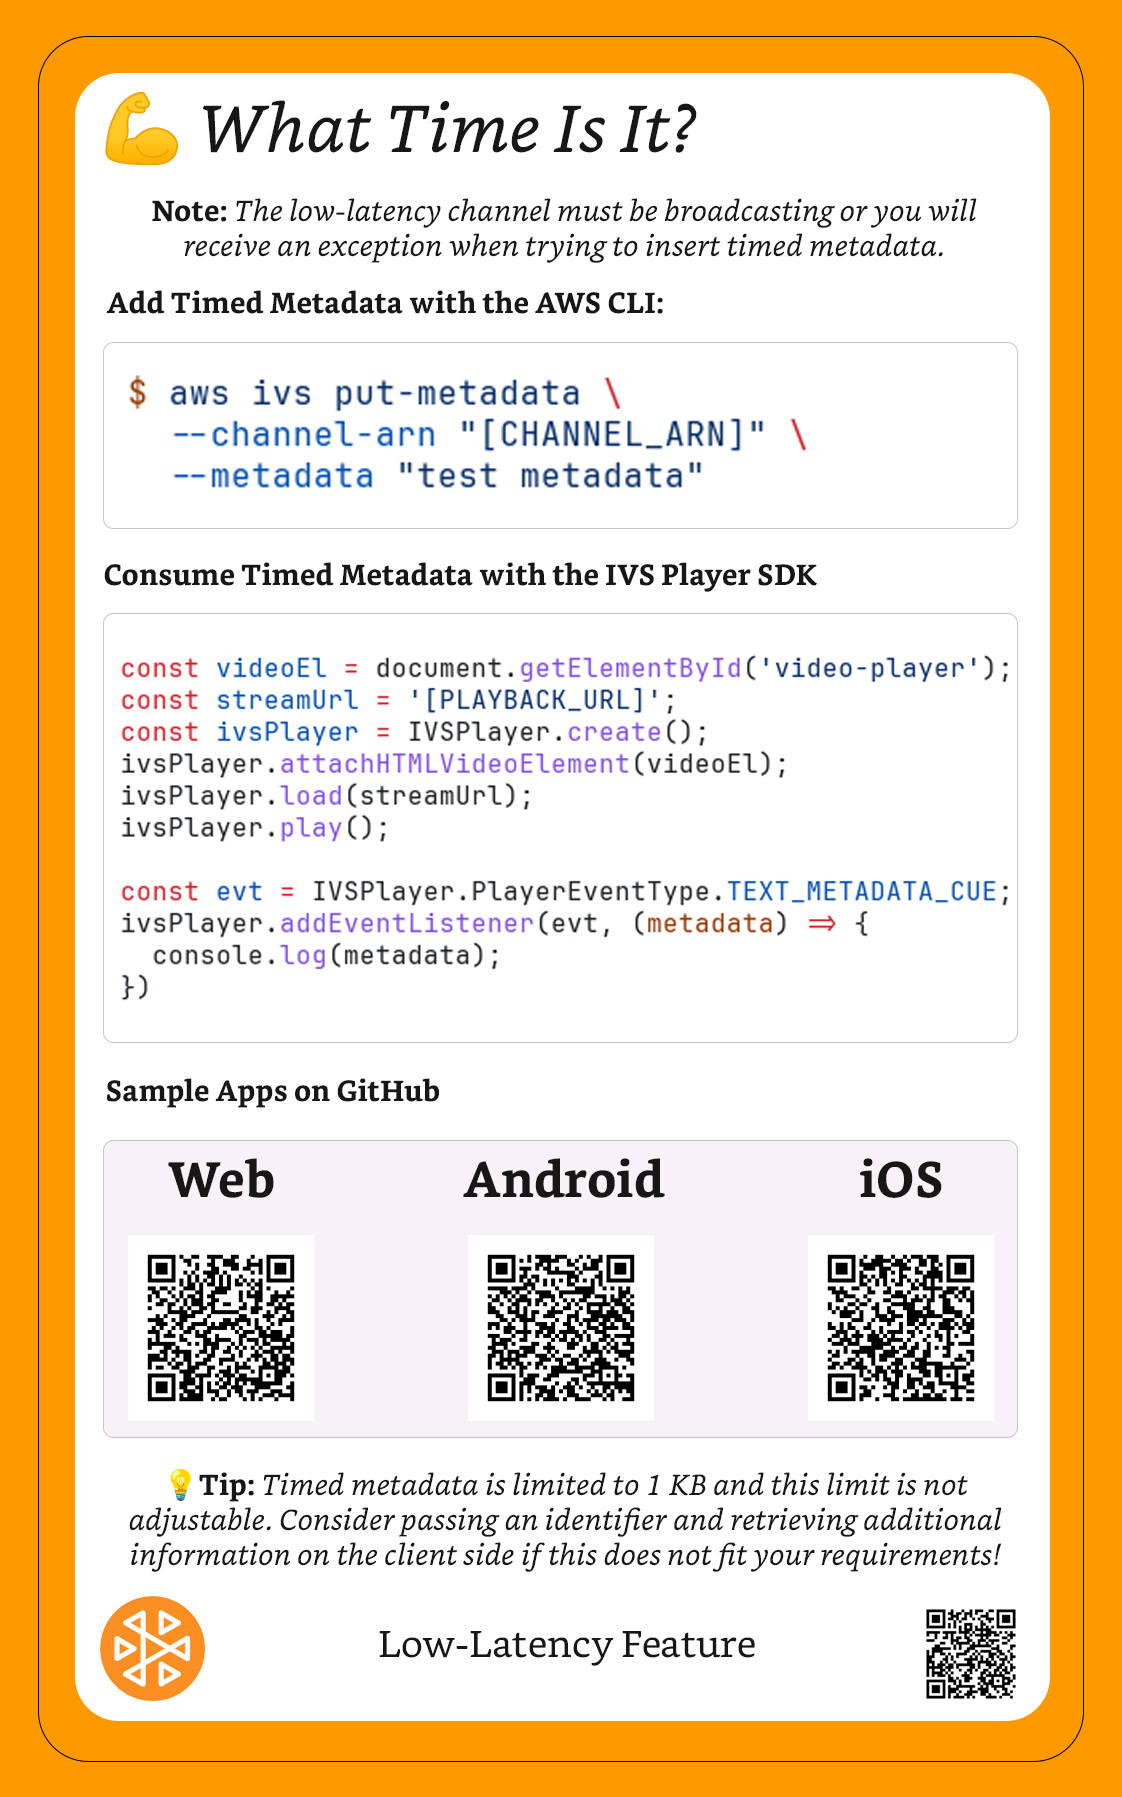 💪 What Time Is It?
Note: The low-latency channel must be broadcasting or you will
receive an exception when trying to insert timed metadata.
Add Timed Metadata with the AWS CLI:
$ aws ivs put-metadata \
  --channel-arn "[CHANNEL_ARN]" \
  --metadata "test metadata"
Consume Timed Metadata with the IVS Player SDK
const videoEl = document.getElementById('video-player');
const streamUrl = '[PLAYBACK_URL]';
const ivsPlayer = IVSPlayer.create();
ivsPlayer.attachHTMLVideoElement(videoEl);
ivsPlayer.load(streamUrl);
ivsPlayer.play();
const evt = IVSPlayer.PlayerEventType.TEXT_METADATA_CUE;
ivsPlayer.addEventListener(evt, (metadata) => {
  console.log(metadata);
})
Sample Apps on GitHub
Web Android iOS
💡Tip: Timed metadata is limited to 1 KB and this limit is not
adjustable. Consider passing an identifier and retrieving additional
information on the client side if this does not fit your requirements!
Low-Latency Feature